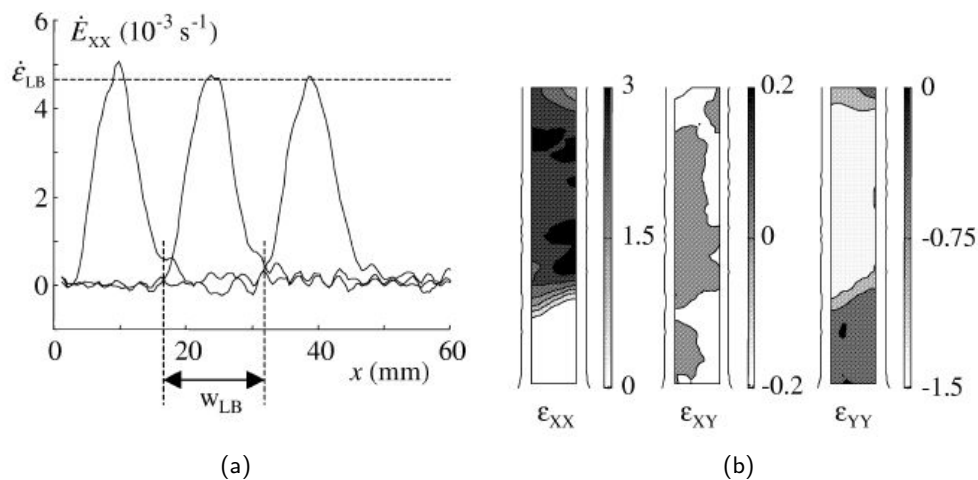 6
Ė_XX (10⁻³ s⁻¹)
ε̇_LB
4
2
0
0
20
40
60
x (mm)
w_LB
(a)
3
1.5
0
ε_XX
0.2
0
-0.2
ε_XY
0
-0.75
-1.5
ε_YY
(b)